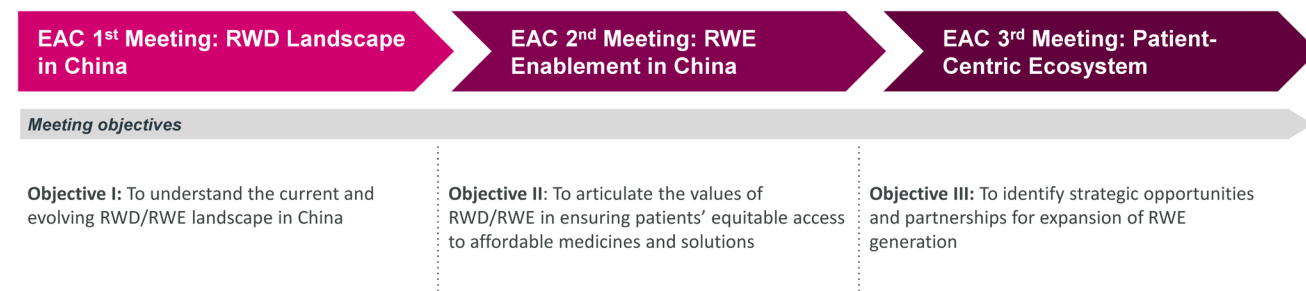 EAC 1st Meeting: RWD Landscape
in China
EAC 2nd Meeting: RWE
Enablement in China
EAC 3rd Meeting: Patient-
Centric Ecosystem
Meeting objectives
Objective I: To understand the current and
evolving RWD/RWE landscape in China
Objective II: To articulate the values of
RWD/RWE in ensuring patients’ equitable access
to affordable medicines and solutions
Objective III: To identify strategic opportunities
and partnerships for expansion of RWE
generation